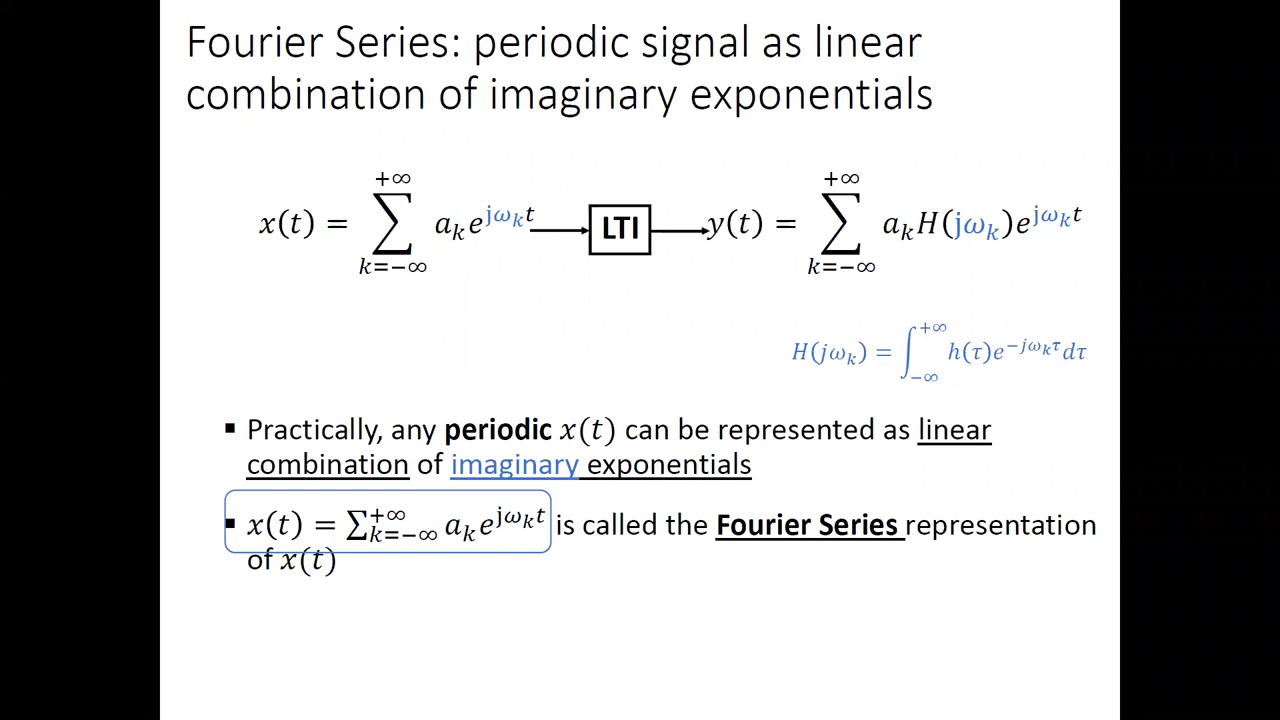 Fourier Series: periodic signal as linear
combination of imaginary exponentials
x(t) = ∑_{k=−∞}^{+∞} a_k e^{jω_k t} → LTI → y(t) = ∑_{k=−∞}^{+∞} a_k H(jω_k)e^{jω_k t}
H(jω_k) = ∫_{−∞}^{+∞} h(τ)e^{−jω_k τ}dτ
▪ Practically, any periodic x(t) can be represented as linear
combination of imaginary exponentials
▪ x(t) = ∑_{k=−∞}^{+∞} a_k e^{jω_k t} is called the Fourier Series representation
of x(t)